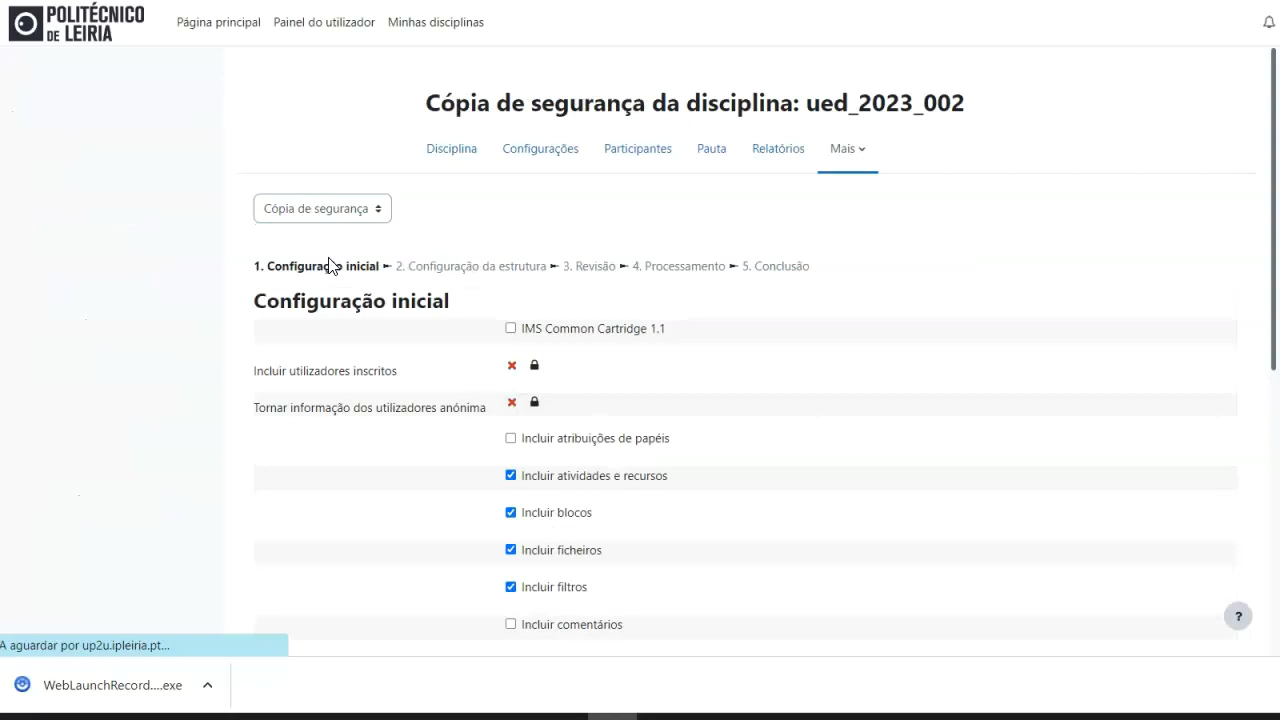 POLITÉCNICO
DE LEIRIA
Página principal Painel do utilizador Minhas disciplinas
Cópia de segurança da disciplina: ued_2023_002
Disciplina Configurações Participantes Pauta Relatórios Mais
Cópia de segurança
1. Configuração inicial ► 2. Configuração da estrutura ► 3. Revisão ► 4. Processamento ► 5. Conclusão
Configuração inicial
IMS Common Cartridge 1.1
Incluir utilizadores inscritos
Tornar informação dos utilizadores anónima
Incluir atribuições de papéis
Incluir atividades e recursos
Incluir blocos
Incluir ficheiros
Incluir filtros
Incluir comentários
?
A aguardar por up2u.ipleiria.pt...
WebLaunchRecord....exe